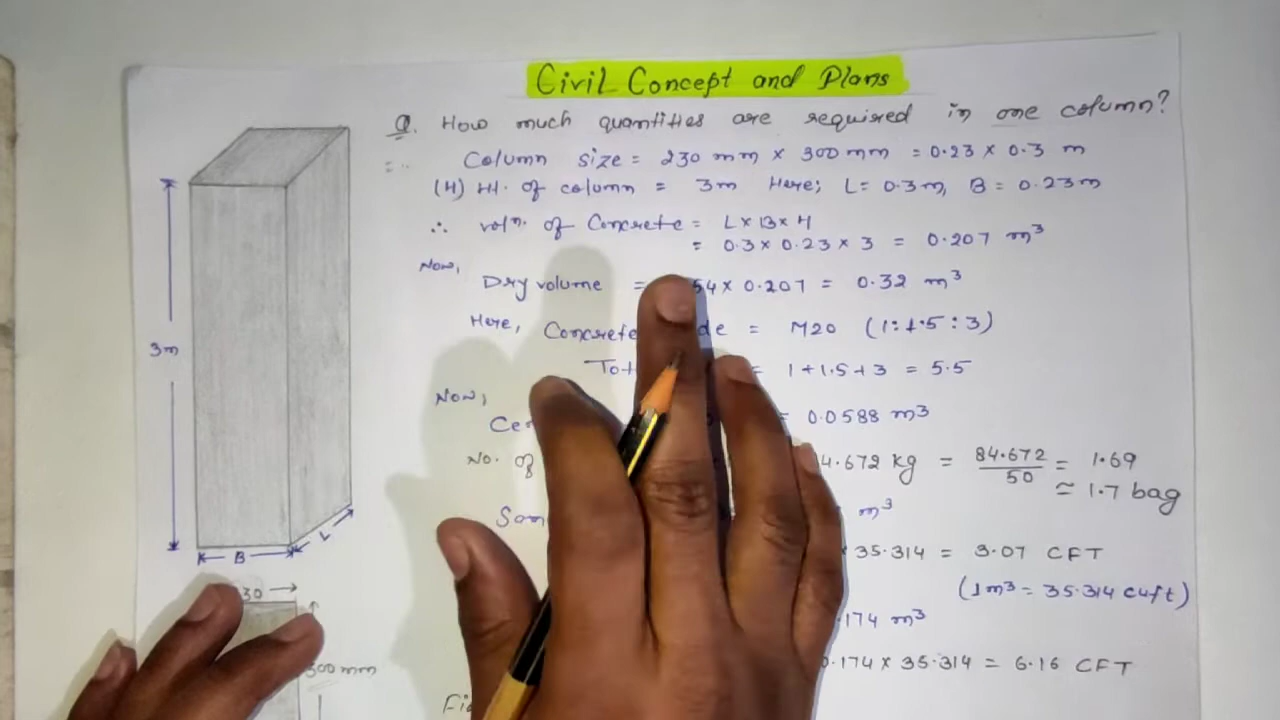 Civil Concept and Plans
Q. How much quantities are required in one column?
Column size = 230 mm × 300 mm = 0.23 × 0.3 m
(H) Ht. of column = 3m Here; L= 0.3m, B = 0.23m
∴ volⁿ. of Concrete = L×B×H
= 0.3 × 0.23 × 3 = 0.207 m³
Now,
Dry volume = 54 × 0.207 = 0.32 m³
Here, Concrete de = M20 (1:1.5:3)
= 1+1.5+3 = 5.5
Now,
= 0.0588 m³
No. of 4.672 kg = 84.672/50 = 1.69
≈ 1.7 bag
m³
35.314 = 3.07 CFT
(1m³ = 35.314 cuft)
.174 m³
0.174 × 35.314 = 6.16 CFT
3m
B
L
30
300 mm